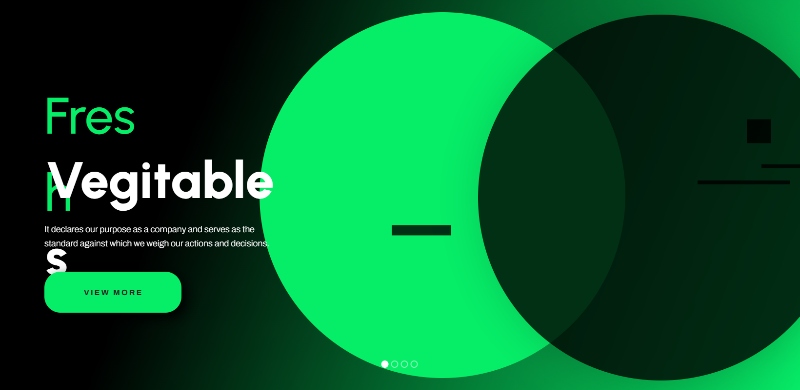 Fres
h
Vegitable
s
It declares our purpose as a company and serves as the
standard against which we weigh our actions and decisions.
VIEW MORE